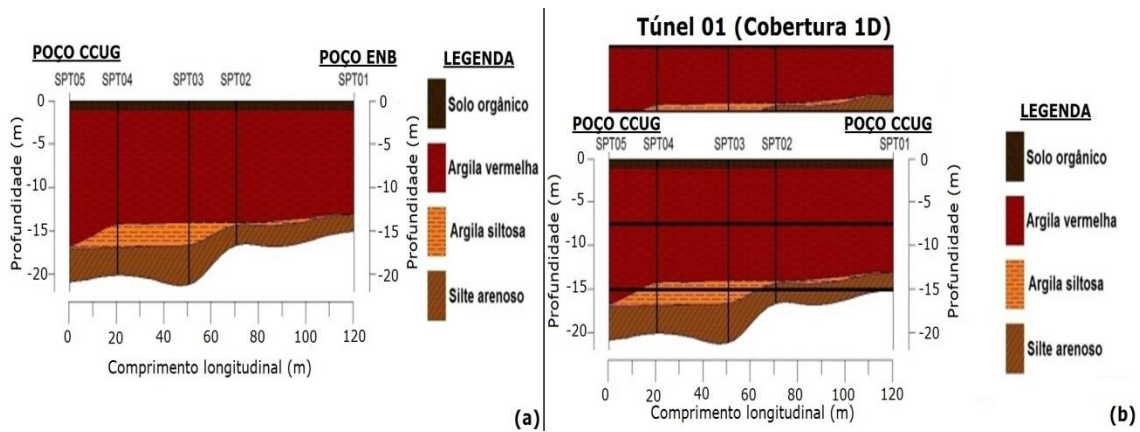 POÇO CCUG
POÇO ENB
LEGENDA
SPT05 SPT04 SPT03 SPT02 SPT01
Solo orgânico
Argila vermelha
Argila siltosa
Silte arenoso
Profundidade (m)
0
-5
-10
-15
-20
0
-5
-10
-15
-20
Profundidade (m)
0 20 40 60 80 100 120
Comprimento longitudinal (m)
(a)
Túnel 01 (Cobertura 1D)
POÇO CCUG
POÇO CCUG
SPT05 SPT04 SPT03 SPT02 SPT01
LEGENDA
Solo orgânico
Argila vermelha
Argila siltosa
Silte arenoso
Profundidade (m)
0
-5
-10
-15
-20
0
-5
-10
-15
-20
Profundidade (m)
0 20 40 60 80 100 120
Comprimento longitudinal (m)
(b)